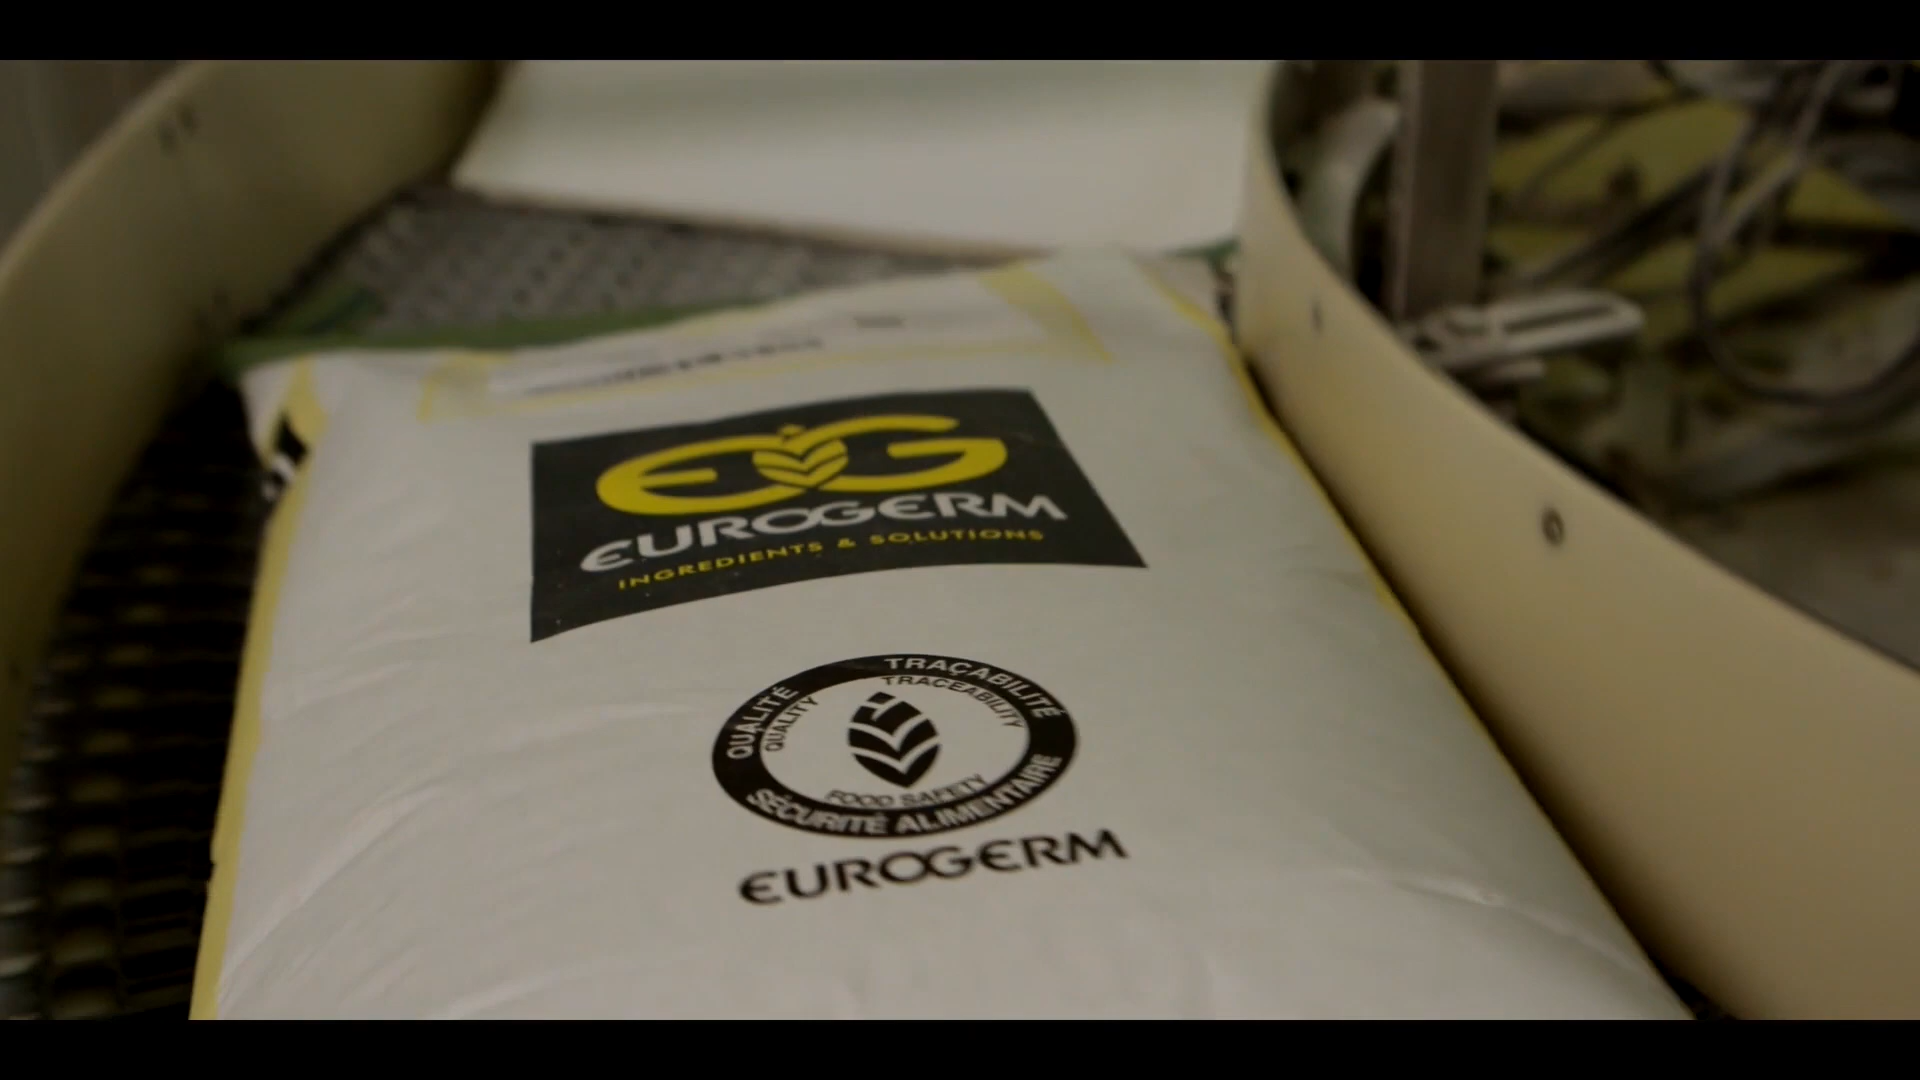 EG
EUROGERM
INGREDIENTS & SOLUTIONS
QUALITÉ
TRAÇABILITÉ
QUALITY
TRACEABILITY
FOOD SAFETY
SÉCURITÉ ALIMENTAIRE
EUROGERM